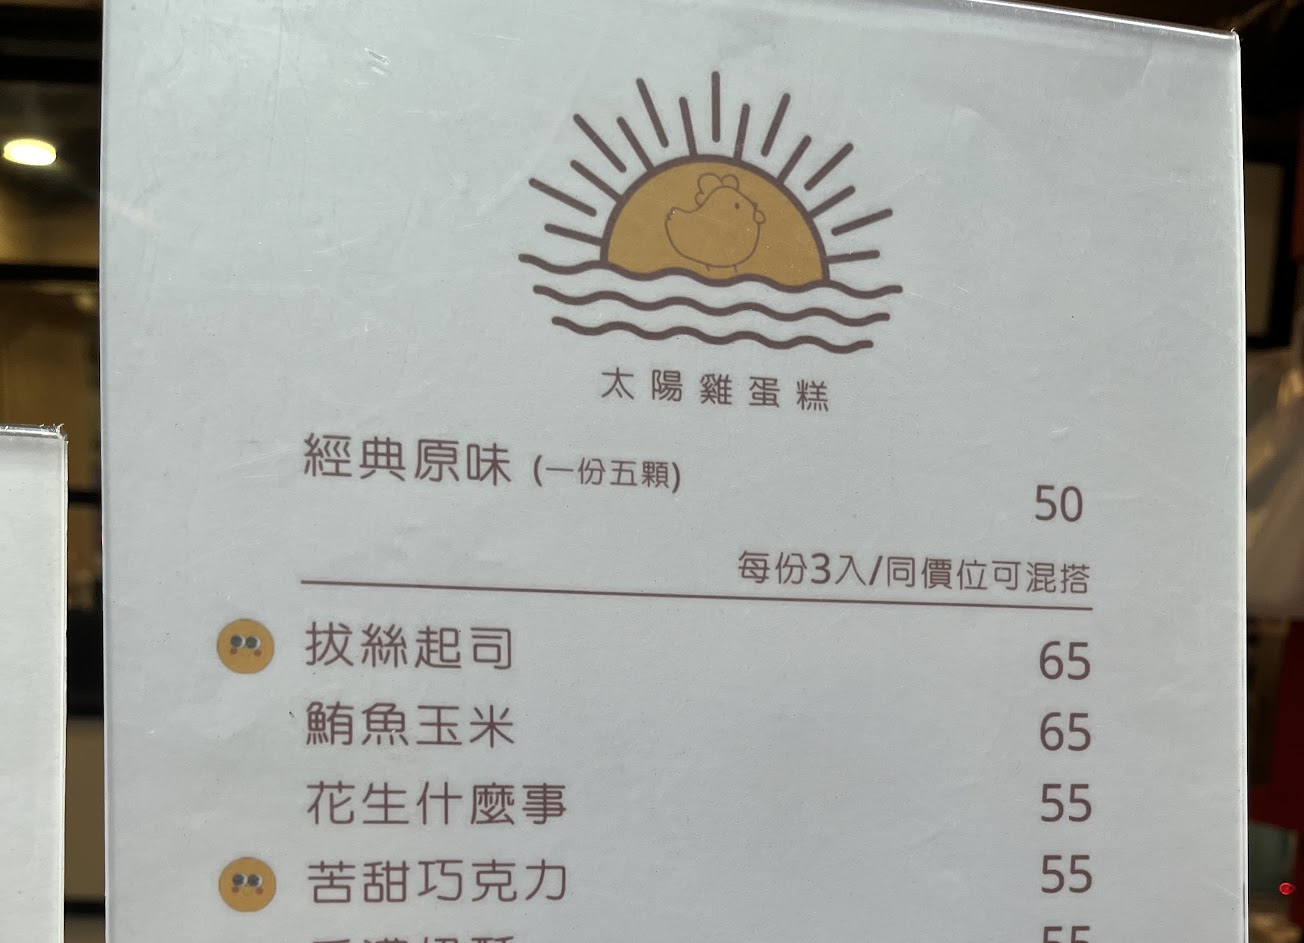 太陽雞蛋糕
經典原味 (一份五顆) 50
每份3入/同價位可混搭
拔絲起司 65
鮪魚玉米 65
花生什麼事 55
苦甜巧克力 55
55